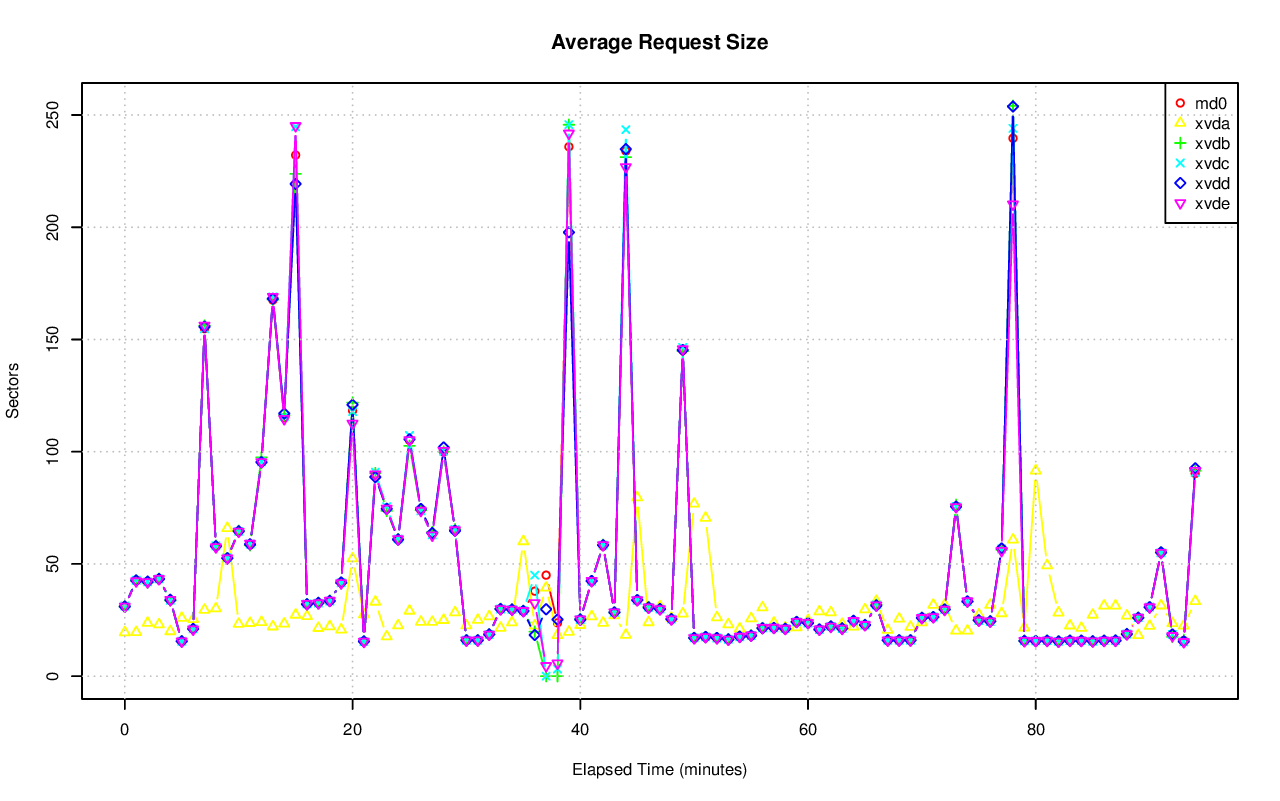 Average Request Size
250
200
150
100
50
0
Sectors
md0
xvda
xvdb
xvdc
xvdd
xvde
0 20 40 60 80
Elapsed Time (minutes)